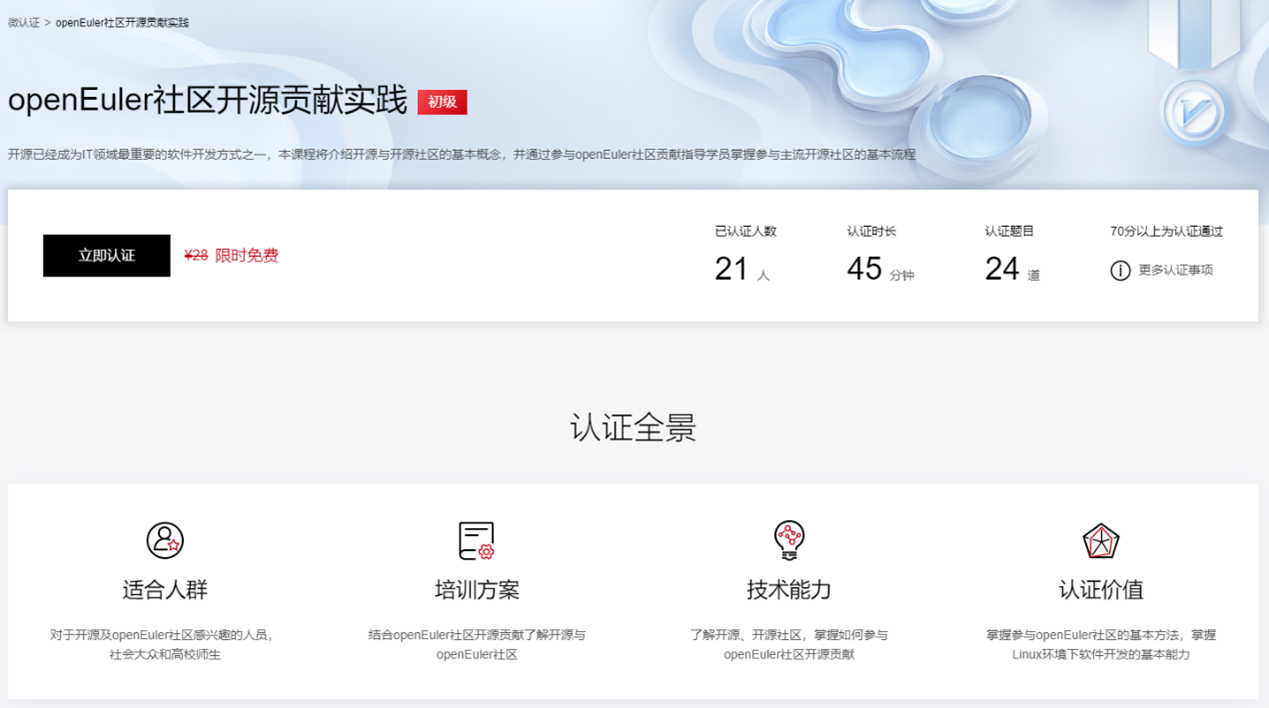 微认证 > openEuler社区开源贡献实践
openEuler社区开源贡献实践 初级
开源已经成为IT领域最重要的软件开发方式之一，本课程将介绍开源与开源社区的基本概念，并通过参与openEuler社区贡献指导学员掌握参与主流开源社区的基本流程
立即认证 ¥28 限时免费
已认证人数 认证时长 认证题目 70分以上为认证通过
21 人 45 分钟 24 道 更多认证事项
认证全景
适合人群 培训方案 技术能力 认证价值
对于开源及openEuler社区感兴趣的人员，
社会大众和高校师生
结合openEuler社区开源贡献了解开源与
openEuler社区
了解开源、开源社区，掌握如何参与
openEuler社区开源贡献
掌握参与openEuler社区的基本方法，掌握
Linux环境下软件开发的基本能力